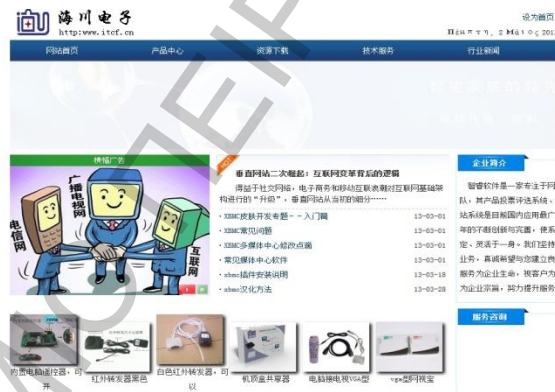 海川电子
http:www.itcf.cn
设为首页
网站首页
产品中心
资源下载
技术服务
行业新闻
横幅广告
电信网
广播电视网
互联网
HOT
垂直网站二次崛起：互联网变革背后的逻辑
得益于社交网络，电子商务和移动互联浪潮对互联网基础架
构进行的“升级”，垂直网站从当初的细分……
· XBMC皮肤开发专题--入门篇 13-03-01
· XBMC常见问题 13-03-01
· XBMC多媒体中心修改点滴 13-03-01
· 常见媒体中心软件 13-03-01
· xbmc插件安装说明 13-03-18
· xbmc汉化方法 13-03-28
企业简介
智睿软件是一家专注于网
队，其产品投票评选系统、
站系统是目前国内应用最广
年的不断创新与完善，使系
定、灵活于一身。我们坚持
业务，真诚希望与您建立良
服务为企业生命，视客户为
为企业宗旨，努力提升服务
服务咨询
内置电脑遥控器，可
开
红外转发器黑色
白色红外转发器，可
以
机顶盒共享器
电脑接电视VGA型
vga型网视宝